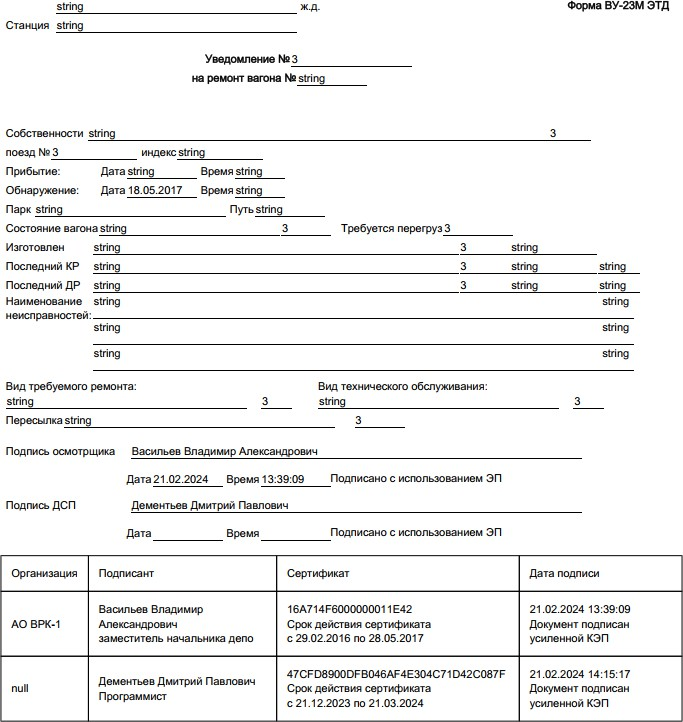 string ж.д. Форма ВУ-23М ЭТД
Станция string
Уведомление № 3
на ремонт вагона № string
Собственности string 3
поезд № 3 индекс string
Прибытие: Дата string Время string
Обнаружение: Дата 18.05.2017 Время string
Парк string Путь string
Состояние вагона string 3 Требуется перегруз 3
Изготовлен string 3 string
Последний КР string 3 string string
Последний ДР string 3 string string
Наименование string string
неисправностей:
string string
string string
Вид требуемого ремонта: Вид технического обслуживания:
string 3 string 3
Пересылка string 3
Подпись осмотрщика Васильев Владимир Александрович
Дата 21.02.2024 Время 13:39:09 Подписано с использованием ЭП
Подпись ДСП Дементьев Дмитрий Павлович
Дата Время Подписано с использованием ЭП
Организация Подписант Сертификат Дата подписи
АО ВРК-1
Васильев Владимир
Александрович
заместитель начальника депо
16A714F6000000011E42
Срок действия сертификата
с 29.02.2016 по 28.05.2017
21.02.2024 13:39:09
Документ подписан
усиленной КЭП
null
Дементьев Дмитрий Павлович
Программист
47CFD8900DFB046AF4E304C71D42C087F
Срок действия сертификата
с 21.12.2023 по 21.03.2024
21.02.2024 14:15:17
Документ подписан
усиленной КЭП